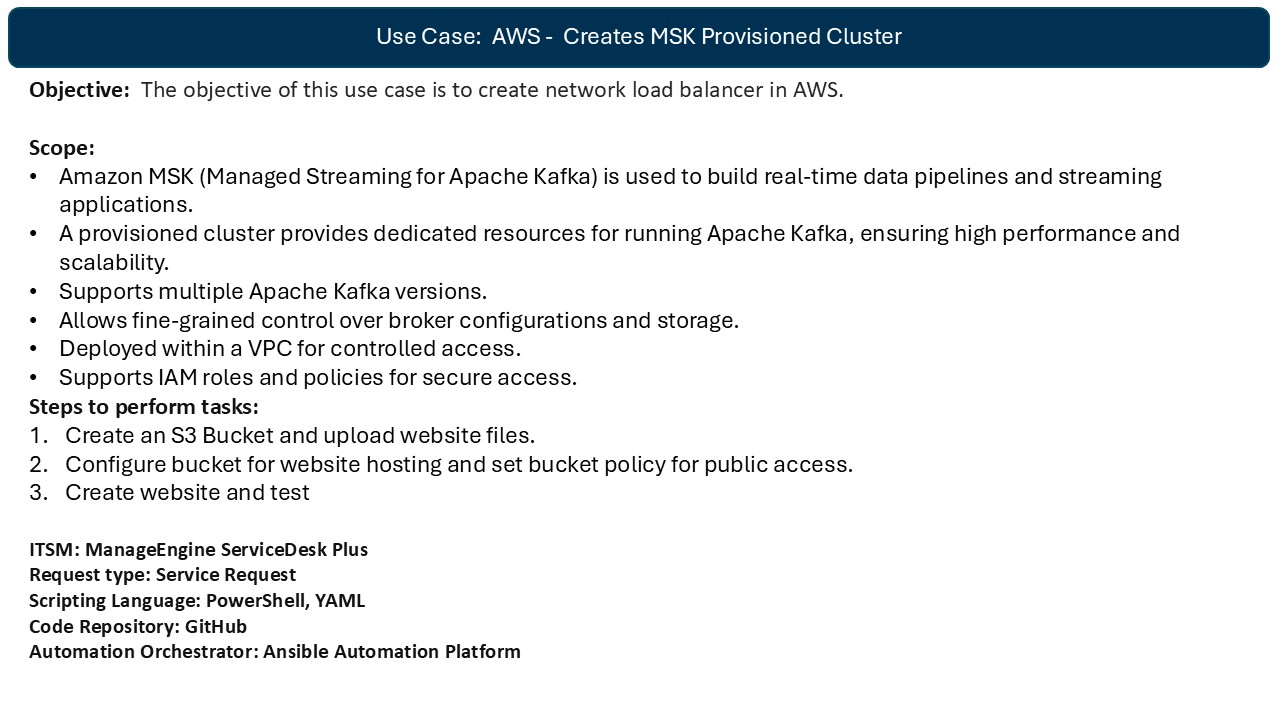 Use Case:  AWS -  Creates MSK Provisioned Cluster
Objective:  The objective of this use case is to create network load balancer in AWS.
Scope:
• Amazon MSK (Managed Streaming for Apache Kafka) is used to build real-time data pipelines and streaming
applications.
• A provisioned cluster provides dedicated resources for running Apache Kafka, ensuring high performance and
scalability.
• Supports multiple Apache Kafka versions.
• Allows fine-grained control over broker configurations and storage.
• Deployed within a VPC for controlled access.
• Supports IAM roles and policies for secure access.
Steps to perform tasks:
1. Create an S3 Bucket and upload website files.
2. Configure bucket for website hosting and set bucket policy for public access.
3. Create website and test
ITSM: ManageEngine ServiceDesk Plus
Request type: Service Request
Scripting Language: PowerShell, YAML
Code Repository: GitHub
Automation Orchestrator: Ansible Automation Platform